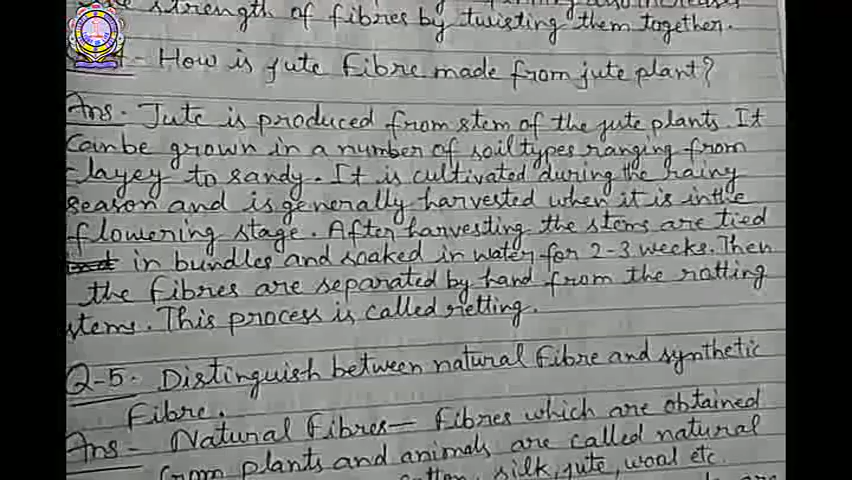 strength of fibres by twisting them together.
How is jute fibre made from jute plant?
Ans - Jute is produced from stem of the jute plants. It
can be grown in a number of soil types ranging from
clayey to sandy. It is cultivated during the rainy
season and is generally harvested when it is in the
flowering stage. After harvesting the stems are tied
in bundles and soaked in water for 2-3 weeks. Then
the fibres are separated by hand from the rotting
stems. This process is called retting.
Q-5- Distinguish between natural fibre and synthetic
fibre.
Ans - Natural fibres - fibres which are obtained
from plants and animals are called natural
silk, jute, wool etc.